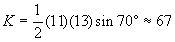 K = 1/2 (11)(13) sin 70° ≈ 67